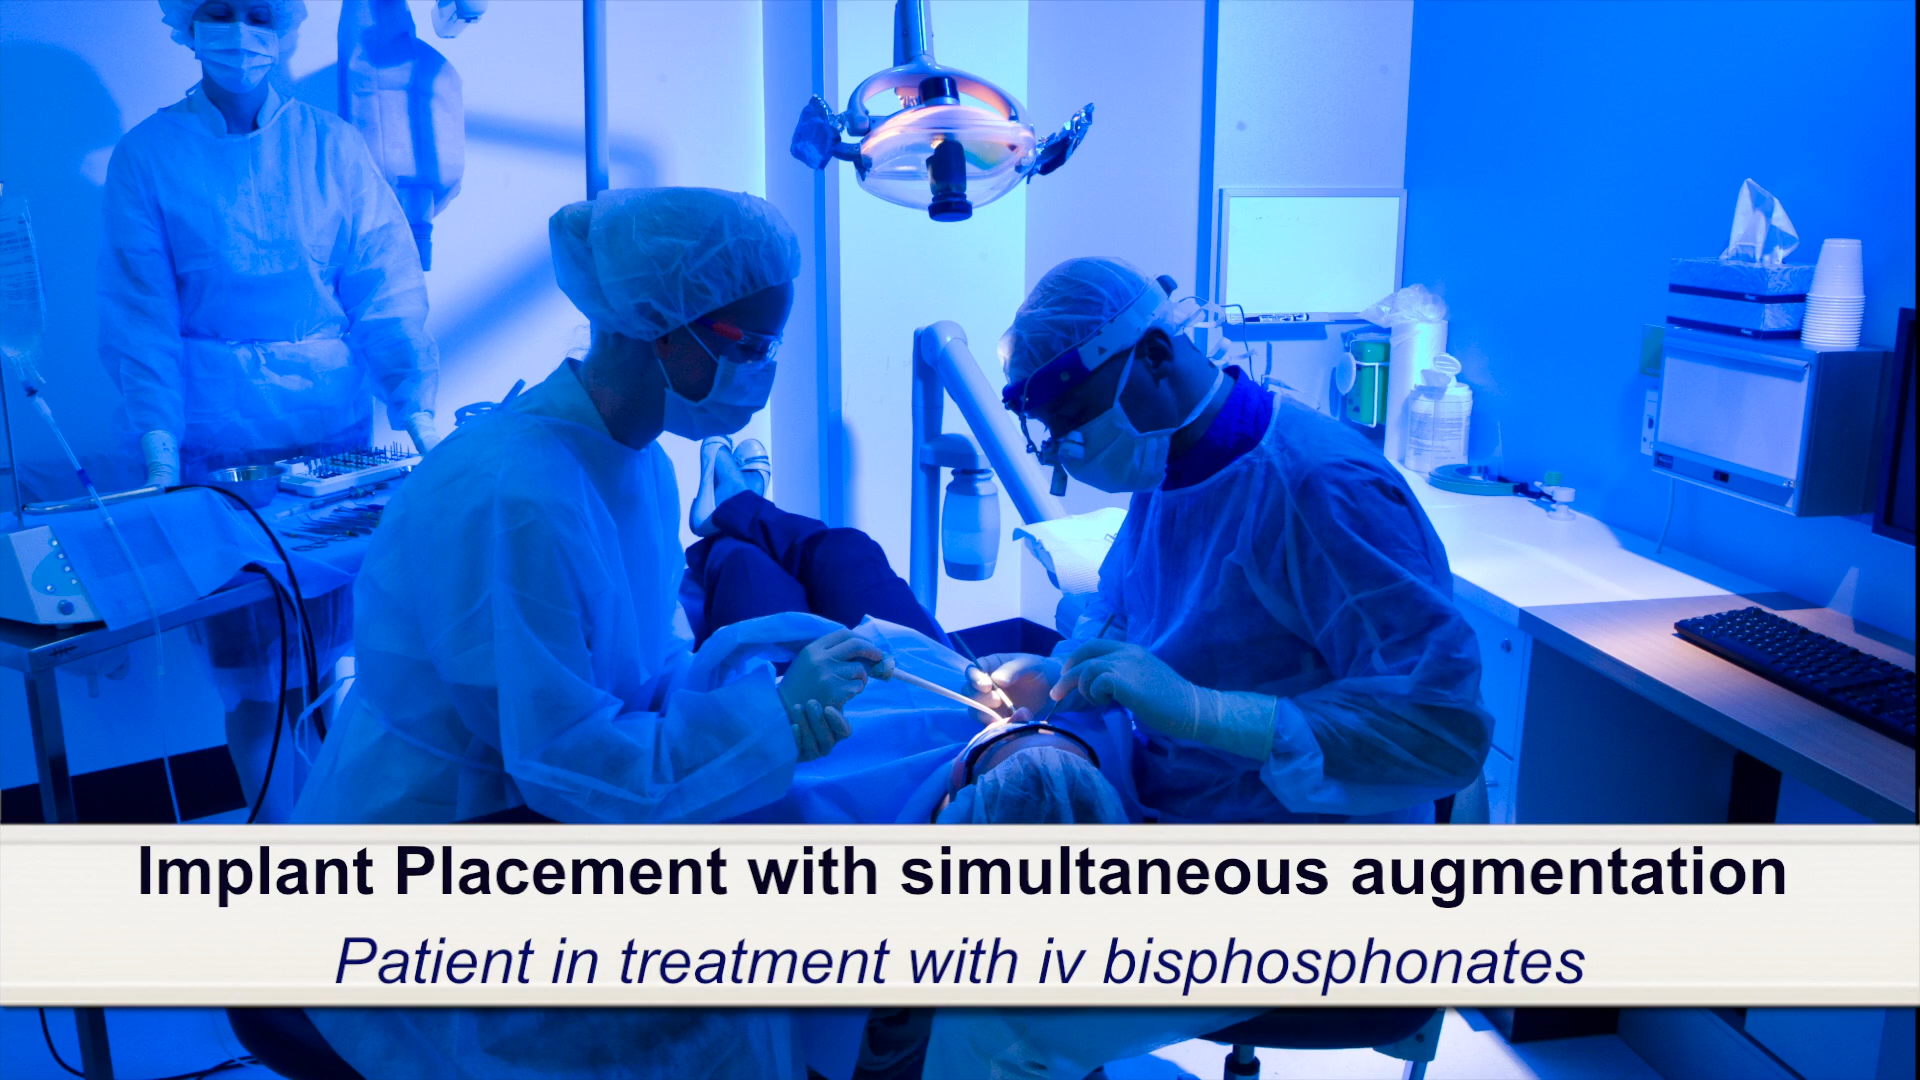 Implant Placement with simultaneous augmentation
Patient in treatment with iv bisphosphonates